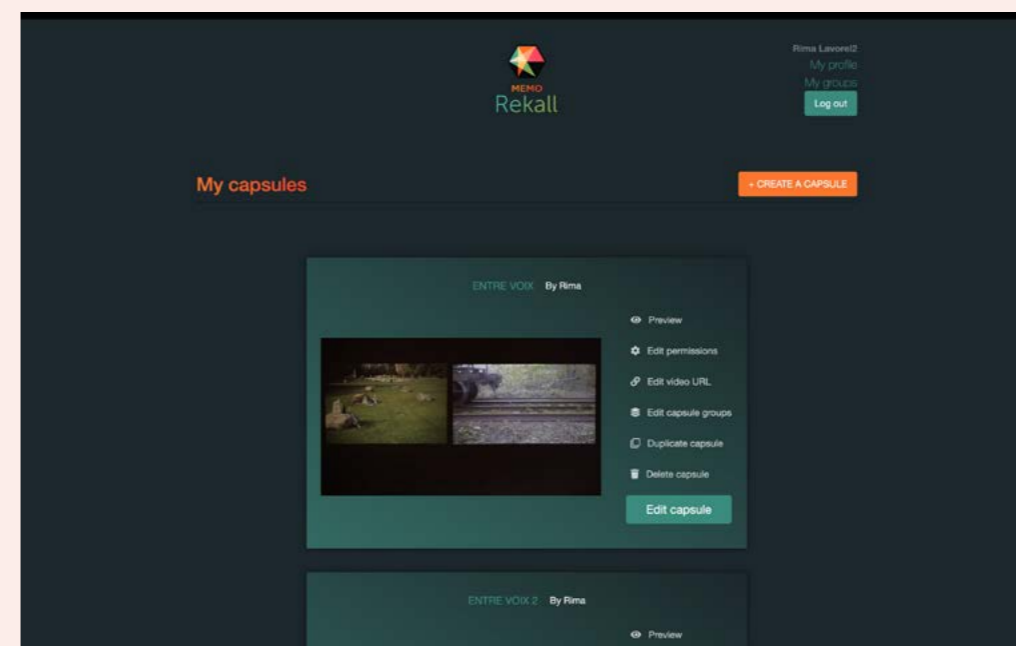 MEMO
Rekall
Rima Lavorel2
My profile
My groups
Log out
My capsules
+ CREATE A CAPSULE
ENTRE VOIX By Rima
Preview
Edit permissions
Edit video URL
Edit capsule groups
Duplicate capsule
Delete capsule
Edit capsule
ENTRE VOIX 2 By Rima
Preview